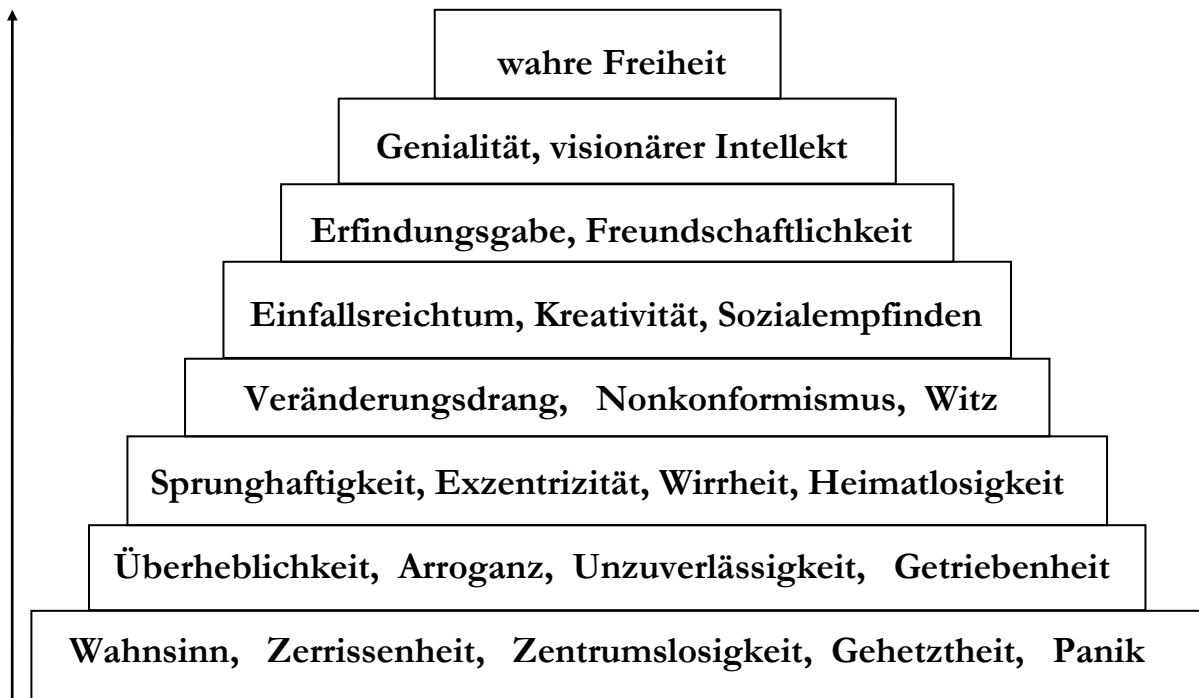 wahre Freiheit
Genialität, visionärer Intellekt
Erfindungsgabe, Freundschaftlichkeit
Einfallsreichtum, Kreativität, Sozialempfinden
Veränderungsdrang, Nonkonformismus, Witz
Sprunghaftigkeit, Exzentrizität, Wirrheit, Heimatlosigkeit
Überheblichkeit, Arroganz, Unzuverlässigkeit, Getriebenheit
Wahnsinn, Zerrissenheit, Zentrumslosigkeit, Gehetztheit, Panik